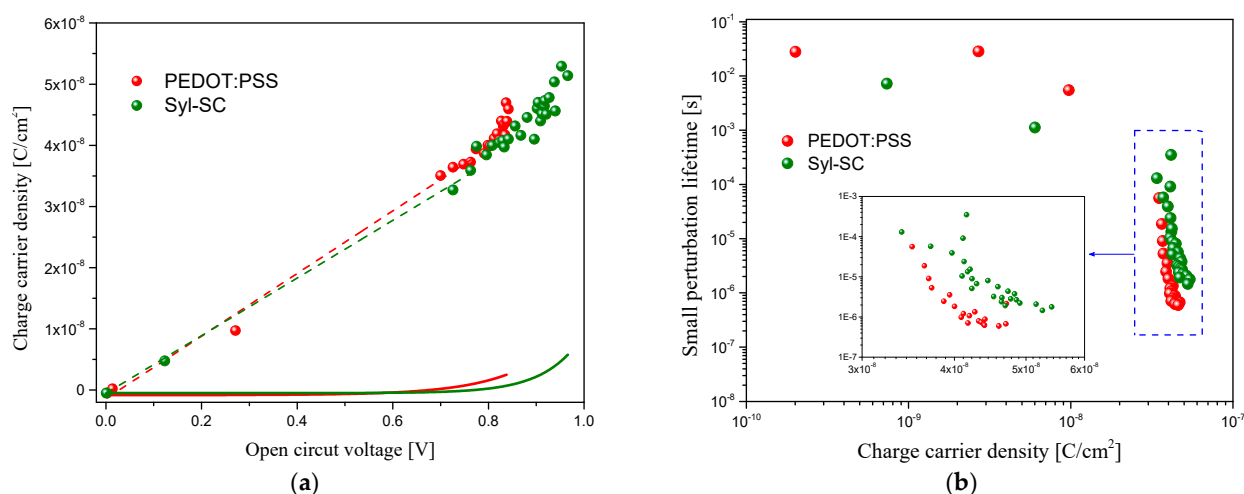 6x10⁻⁸
5x10⁻⁸
4x10⁻⁸
3x10⁻⁸
2x10⁻⁸
1x10⁻⁸
0
Charge carrier density [C/cm²]
PEDOT:PSS
Syl-SC
0.0 0.2 0.4 0.6 0.8 1.0
Open circut voltage [V]
(a)
10⁻¹
10⁻²
10⁻³
10⁻⁴
10⁻⁵
10⁻⁶
10⁻⁷
10⁻⁸
Small perturbation lifetime [s]
PEDOT:PSS
Syl-SC
1E-3
1E-4
1E-5
1E-6
1E-7
3x10⁻⁸ 4x10⁻⁸ 5x10⁻⁸ 6x10⁻⁸
10⁻¹⁰ 10⁻⁹ 10⁻⁸ 10⁻⁷
Charge carrier density [C/cm²]
(b)